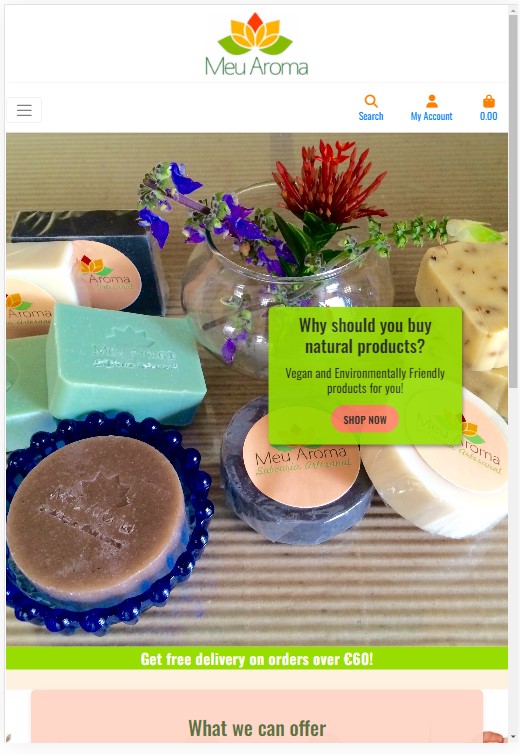 Meu Aroma
Search
My Account
0.00
Aroma
Aroma
Why should you buy
natural products?
Vegan and Environmentally Friendly
products for you!
SHOP NOW
Meu Aroma
Saboaria Artesanal
Aroma
Get free delivery on orders over €60!
What we can offer